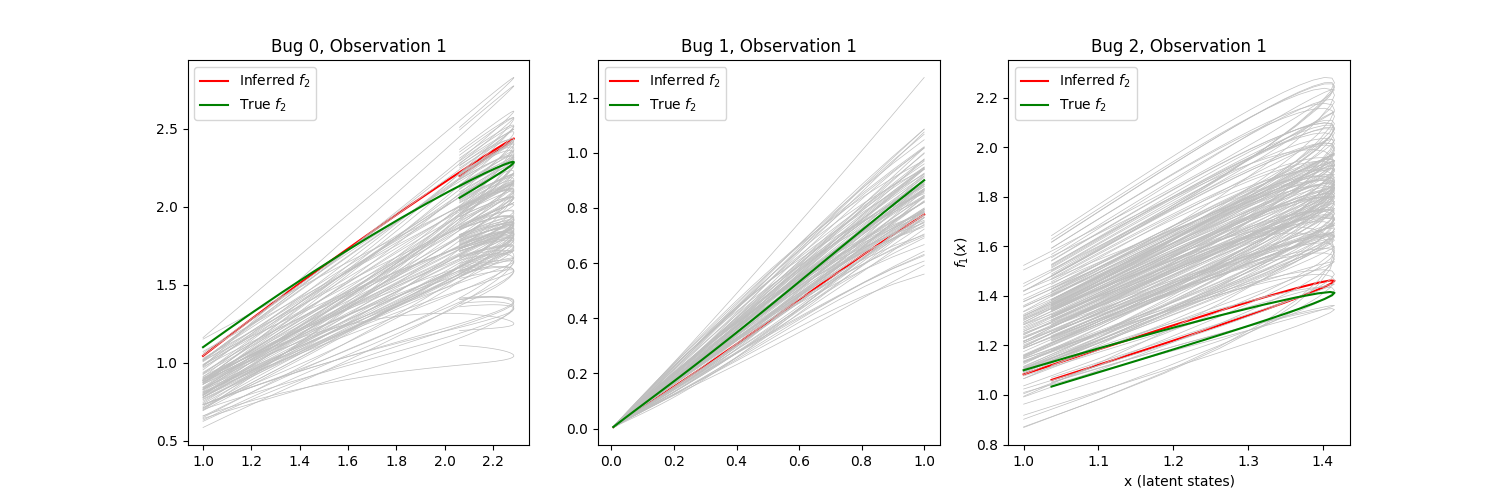 Bug 0, Observation 1
Inferred f₂
True f₂
2.5
2.0
1.5
1.0
0.5
1.0 1.2 1.4 1.6 1.8 2.0 2.2
Bug 1, Observation 1
Inferred f₂
True f₂
1.2
1.0
0.8
0.6
0.4
0.2
0.0
0.0 0.2 0.4 0.6 0.8 1.0
Bug 2, Observation 1
Inferred f₂
True f₂
f₁(x)
2.2
2.0
1.8
1.6
1.4
1.2
1.0
0.8
1.0 1.1 1.2 1.3 1.4
x (latent states)